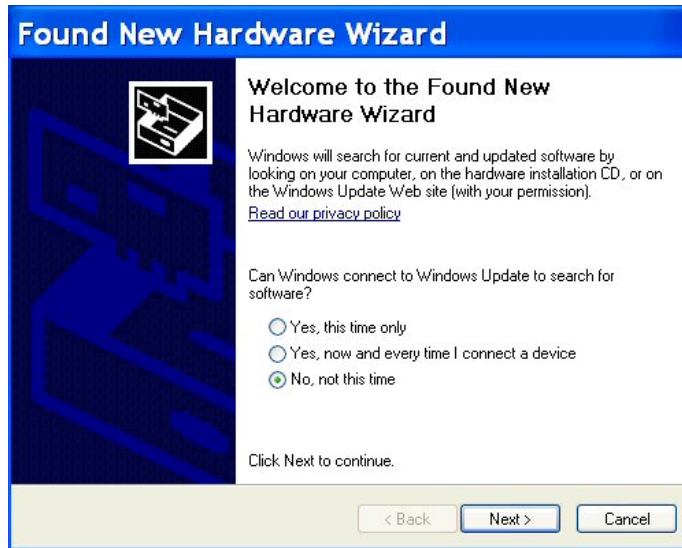 Found New Hardware Wizard
Welcome to the Found New
Hardware Wizard
Windows will search for current and updated software by
looking on your computer, on the hardware installation CD, or on
the Windows Update Web site (with your permission).
Read our privacy policy
Can Windows connect to Windows Update to search for
software?
Yes, this time only
Yes, now and every time I connect a device
No, not this time
Click Next to continue.
< Back Next > Cancel